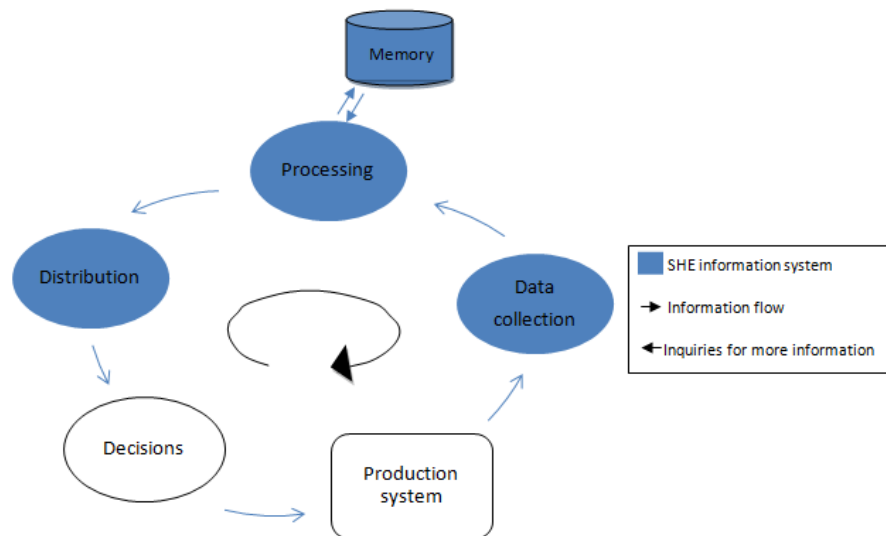 Memory
Processing
Distribution
Data
collection
SHE information system
Information flow
Inquiries for more information
Decisions
Production
system